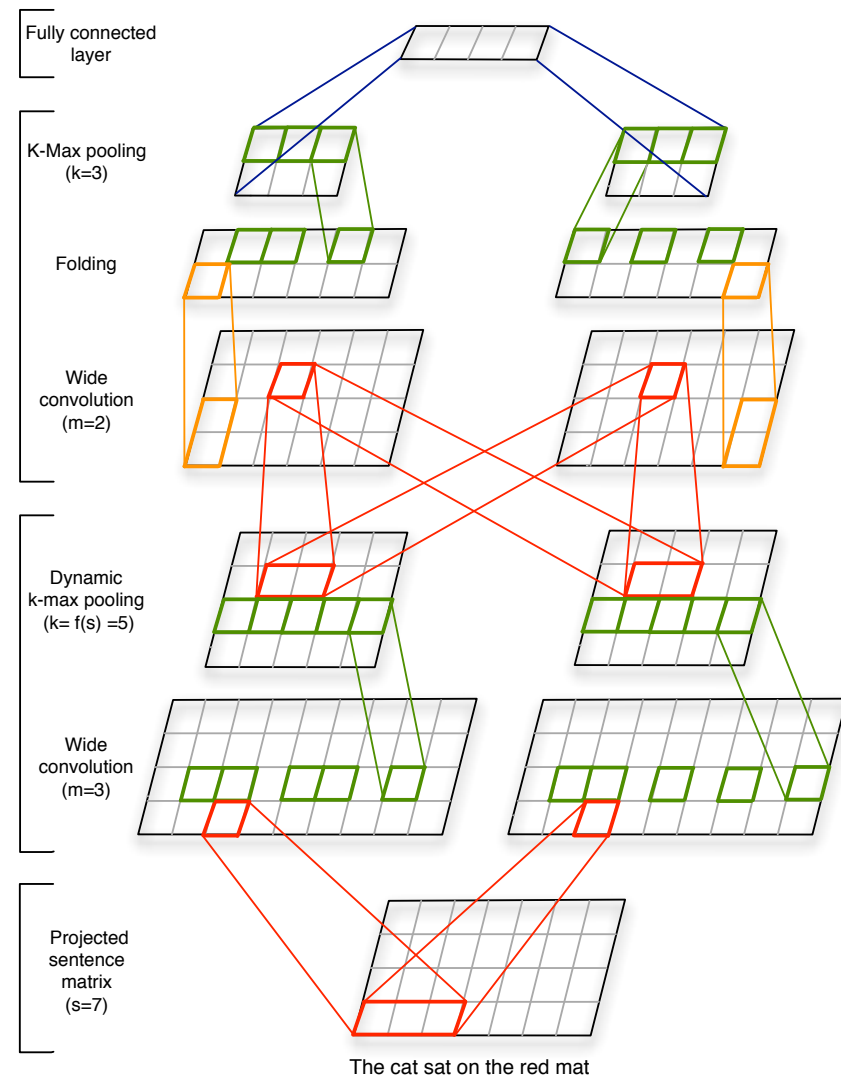 Fully connected
layer
K-Max pooling
(k=3)
Folding
Wide
convolution
(m=2)
Dynamic
k-max pooling
(k= f(s) =5)
Wide
convolution
(m=3)
Projected
sentence
matrix
(s=7)
The cat sat on the red mat